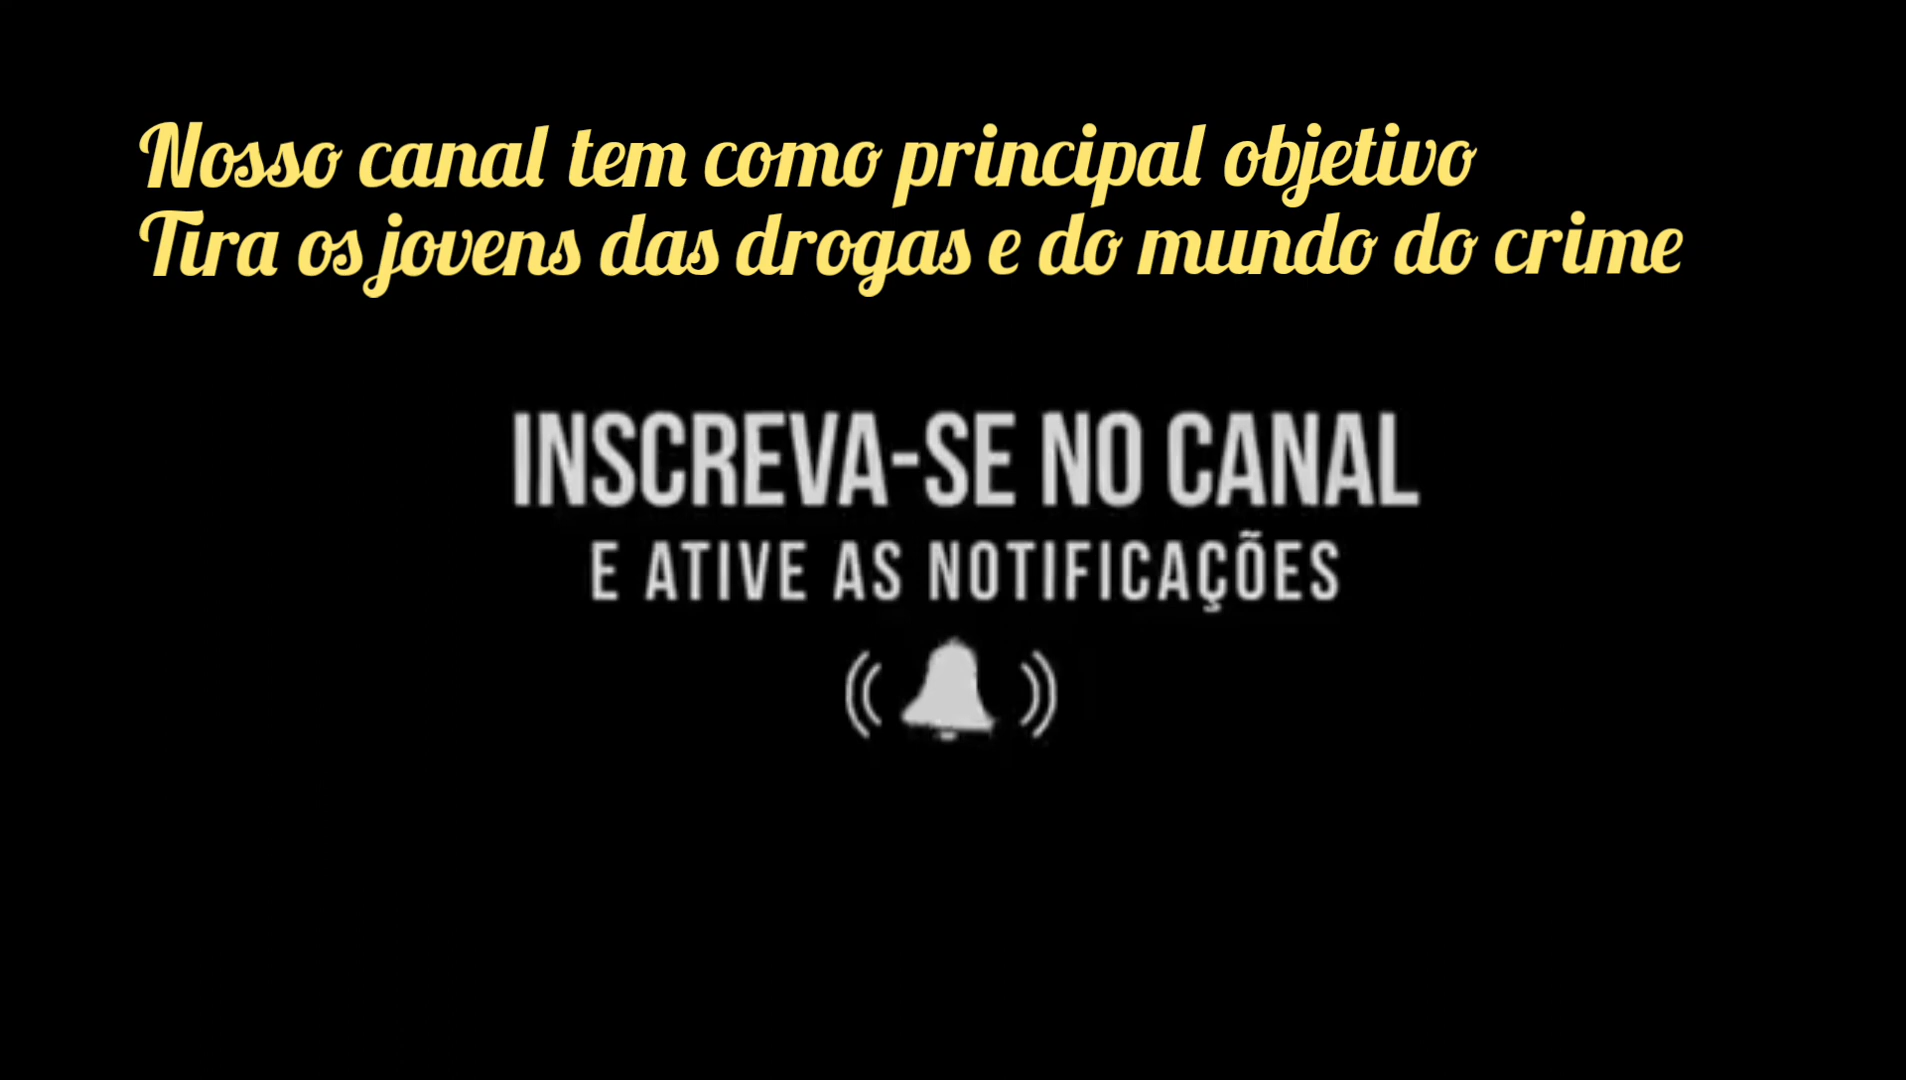 Nosso canal tem como principal objetivo
Tira os jovens das drogas e do mundo do crime
INSCREVA-SE NO CANAL
E ATIVE AS NOTIFICAÇÕES